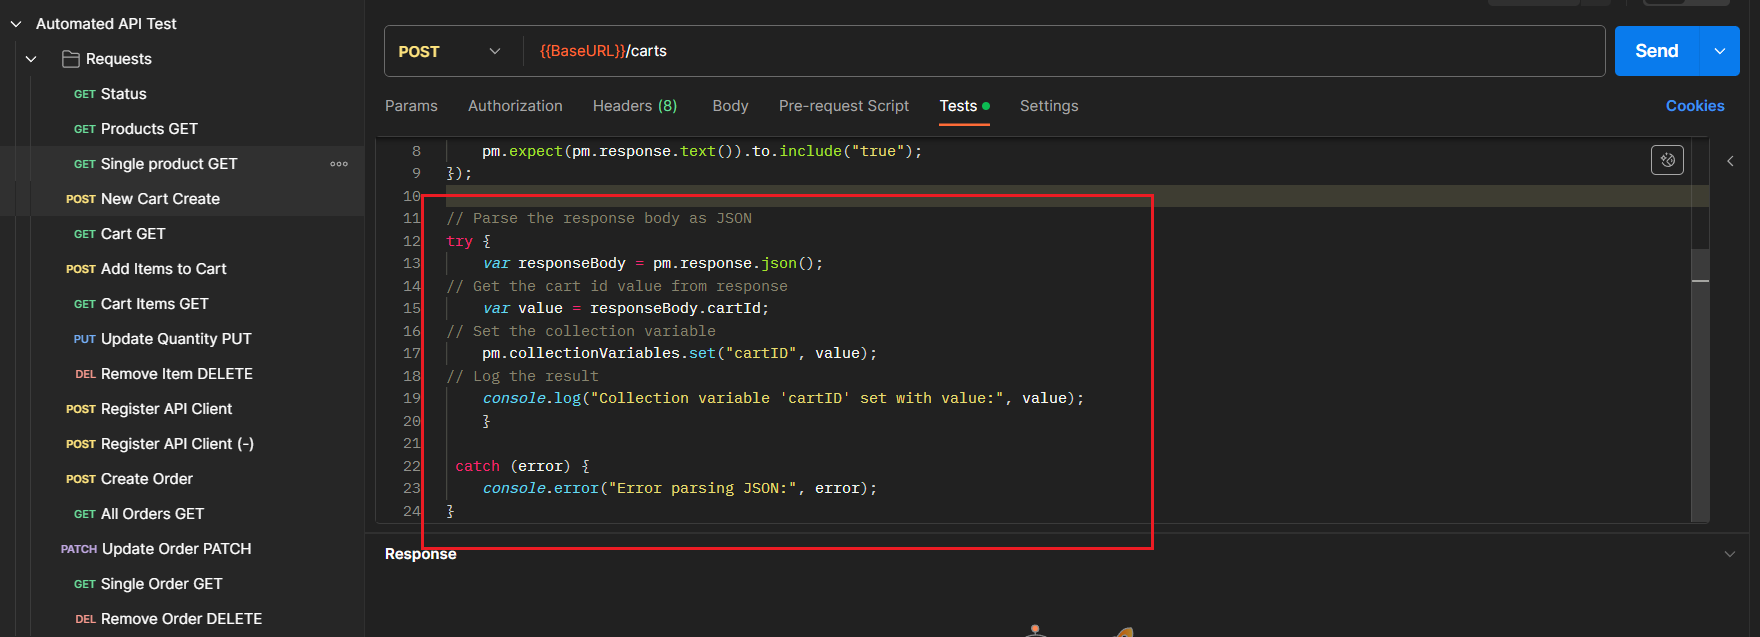 Automated API Test
Requests
GET Status
GET Products GET
GET Single product GET
POST New Cart Create
GET Cart GET
POST Add Items to Cart
GET Cart Items GET
PUT Update Quantity PUT
DEL Remove Item DELETE
POST Register API Client
POST Register API Client (-)
POST Create Order
GET All Orders GET
PATCH Update Order PATCH
GET Single Order GET
DEL Remove Order DELETE
POST {{BaseURL}}/carts Send
Params Authorization Headers (8) Body Pre-request Script Tests Settings Cookies
8 pm.expect(pm.response.text()).to.include("true");
9 });
10
11 // Parse the response body as JSON
12 try {
13 var responseBody = pm.response.json();
14 // Get the cart id value from response
15 var value = responseBody.cartId;
16 // Set the collection variable
17 pm.collectionVariables.set("cartID", value);
18 // Log the result
19 console.log("Collection variable 'cartID' set with value:", value);
20 }
21
22 catch (error) {
23 console.error("Error parsing JSON:", error);
24 }
Response